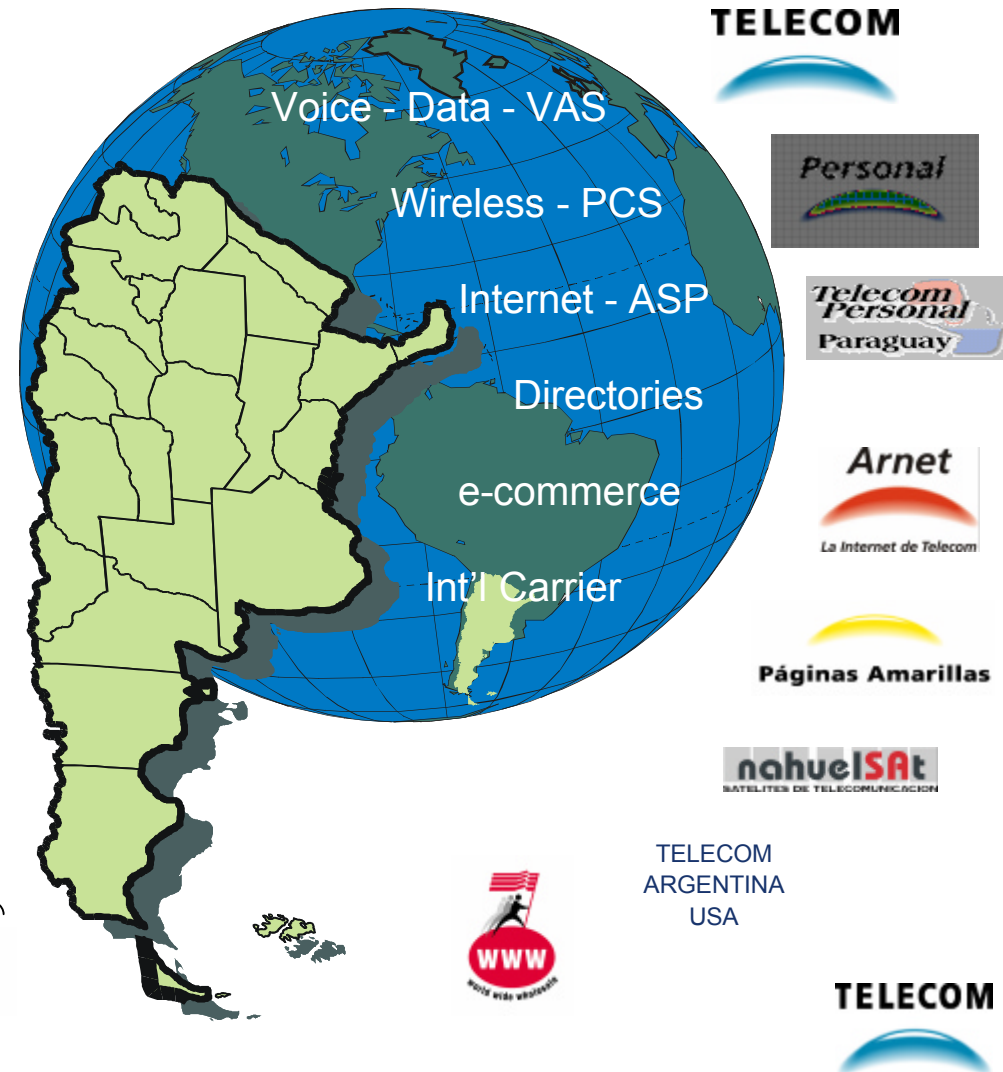 TELECOM
Voice - Data - VAS
Personal
Wireless - PCS
Internet - ASP
Telecom
Personal
Paraguay
Directories
Arnet
e-commerce
La Internet de Telecom
Int'l Carrier
Páginas Amarillas
nahuelSAt
SATELITES DE TELECOMUNICACION
TELECOM
ARGENTINA
USA
WWW
world wide wholesale
TELECOM